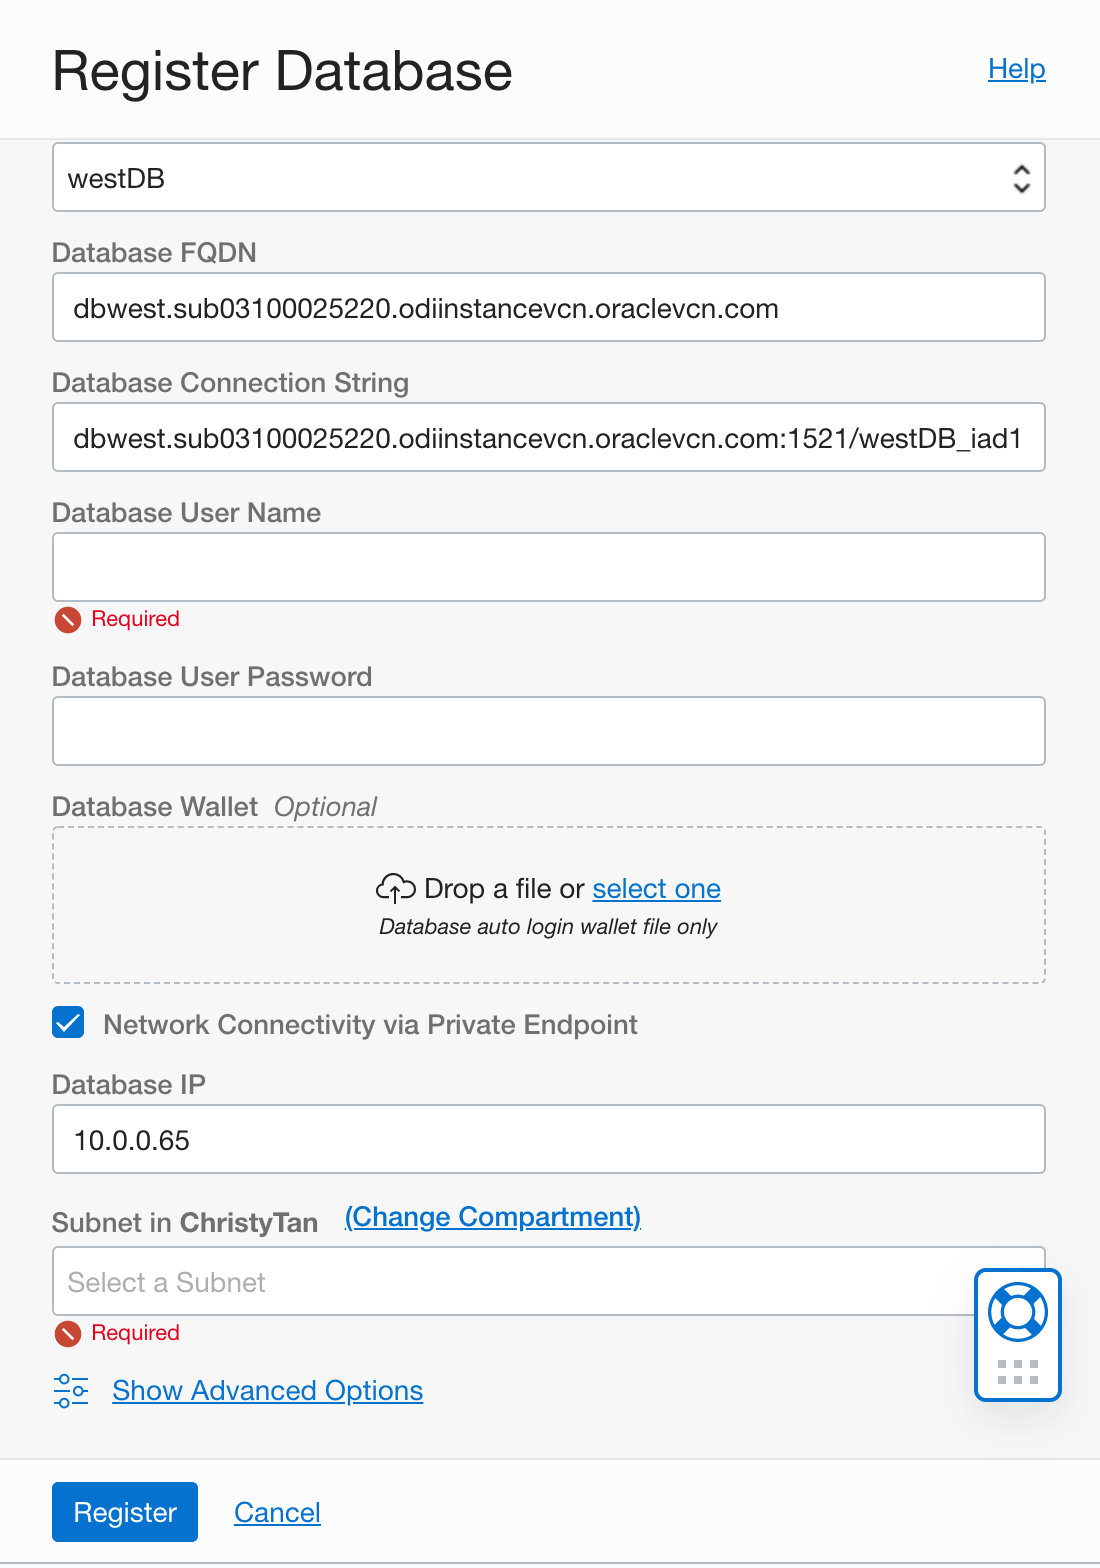 Register Database
Help
westDB
Database FQDN
dbwest.sub03100025220.odiinstancevcn.oraclevcn.com
Database Connection String
dbwest.sub03100025220.odiinstancevcn.oraclevcn.com:1521/westDB_iad1
Database User Name
Required
Database User Password
Database Wallet Optional
Drop a file or select one
Database auto login wallet file only
Network Connectivity via Private Endpoint
Database IP
10.0.0.65
Subnet in ChristyTan (Change Compartment)
Select a Subnet
Required
Show Advanced Options
Register Cancel